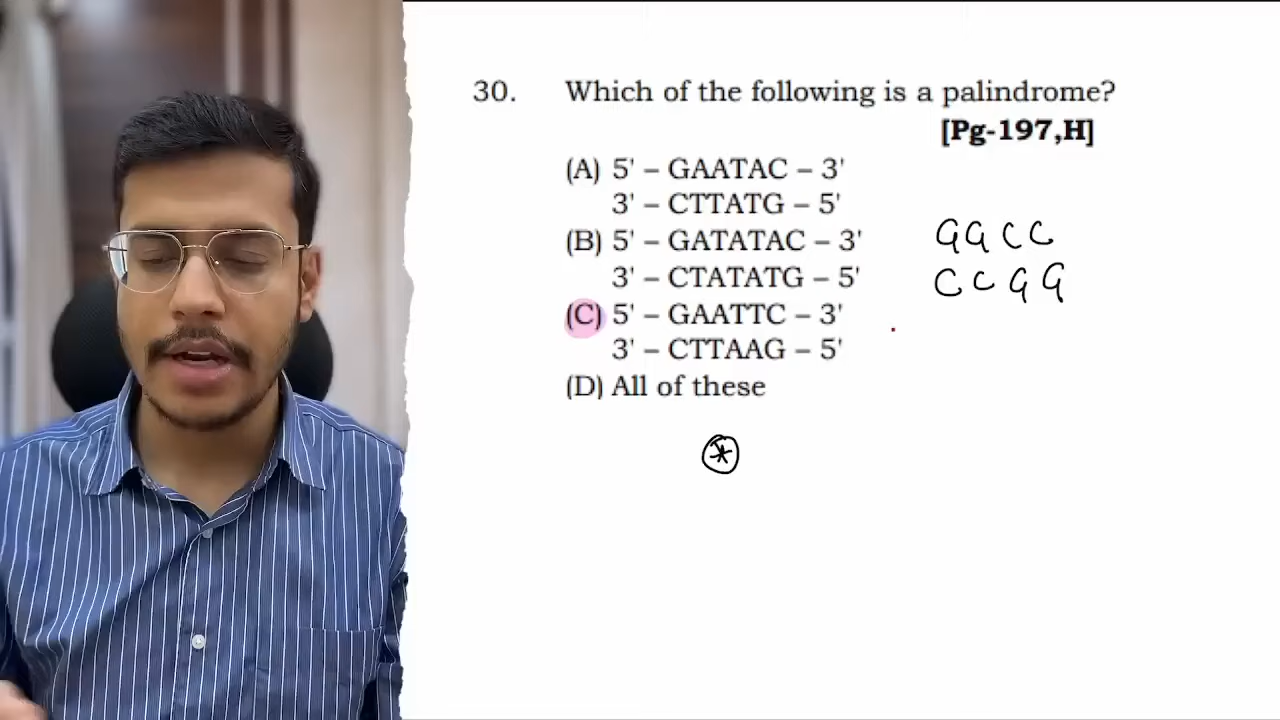 30. Which of the following is a palindrome?
[Pg-197,H]
(A) 5' – GAATAC – 3'
3' – CTTATG – 5'
(B) 5' – GATATAC – 3'
3' – CTATATG – 5'
(C) 5' – GAATTC – 3'
3' – CTTAAG – 5'
(D) All of these
GGCC
CCGG